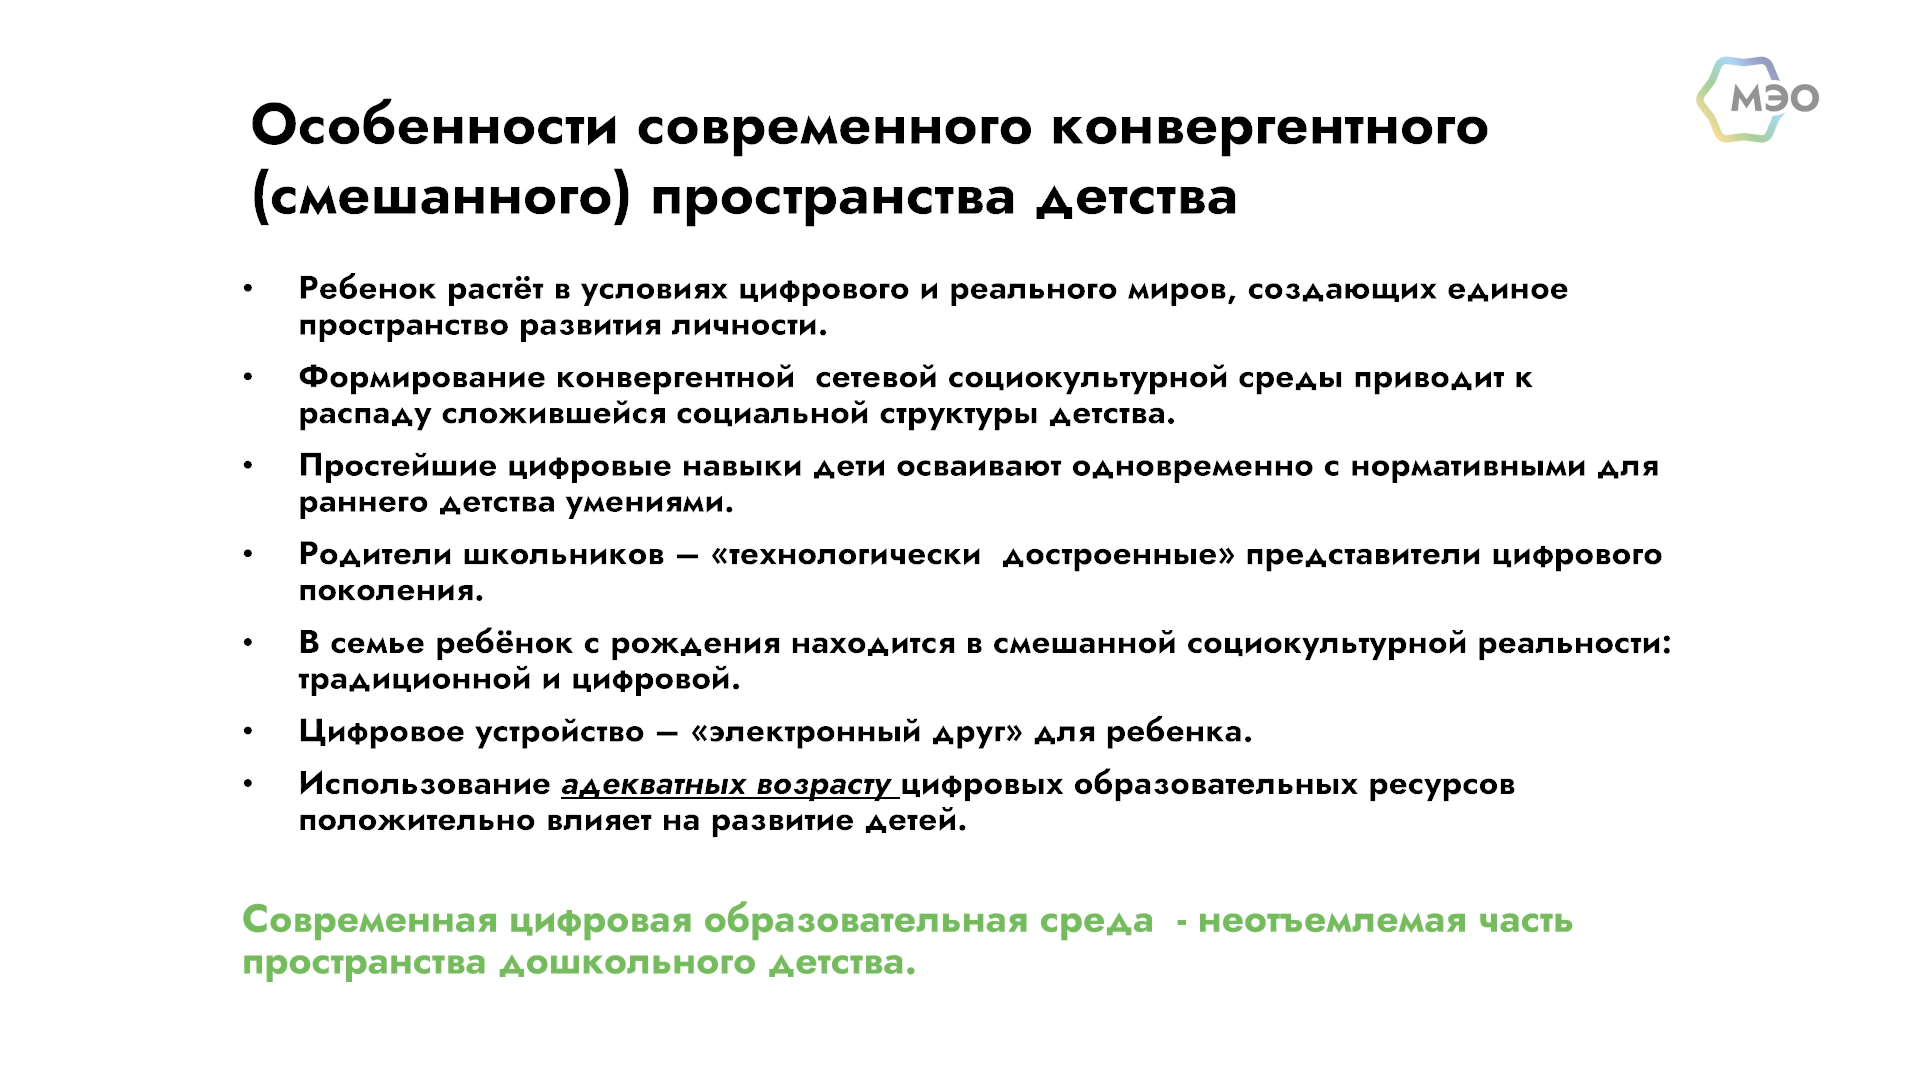 МЭО
Особенности современного конвергентного
(смешанного) пространства детства
• Ребенок растёт в условиях цифрового и реального миров, создающих единое
пространство развития личности.
• Формирование конвергентной  сетевой социокультурной среды приводит к
распаду сложившейся социальной структуры детства.
• Простейшие цифровые навыки дети осваивают одновременно с нормативными для
раннего детства умениями.
• Родители школьников – «технологически  достроенные» представители цифрового
поколения.
• В семье ребёнок с рождения находится в смешанной социокультурной реальности:
традиционной и цифровой.
• Цифровое устройство – «электронный друг» для ребенка.
• Использование адекватных возрасту цифровых образовательных ресурсов
положительно влияет на развитие детей.
Современная цифровая образовательная среда  - неотъемлемая часть
пространства дошкольного детства.